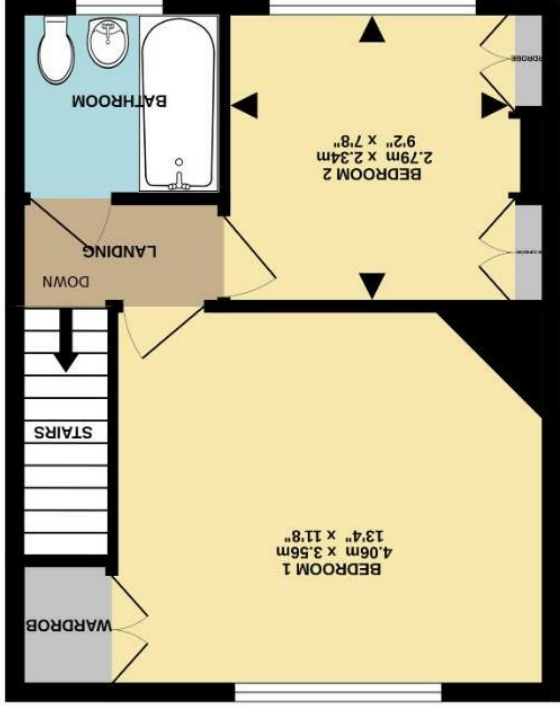 WARDROB
BEDROOM 1
4.06m x 3.56m
13'4" x 11'8"
STAIRS
DOWN
LANDING
BEDROOM 2
2.79m x 2.34m
9'2" x 7'8"
BATHROOM
RDROBE